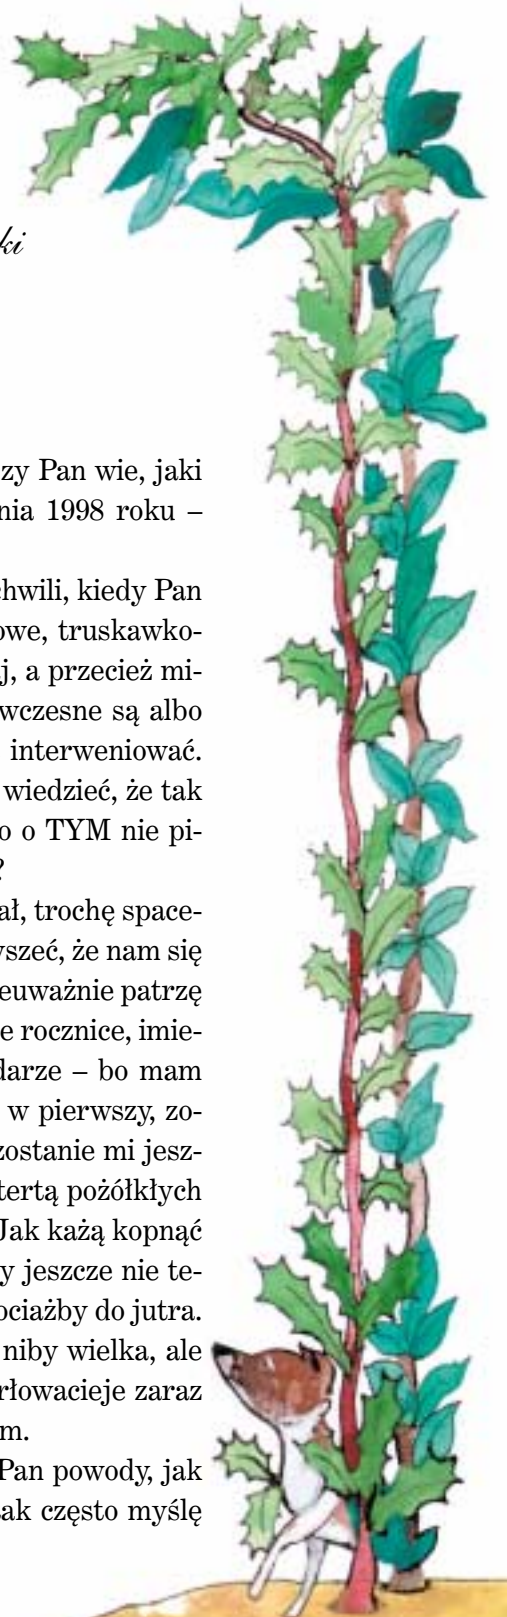 ki
zy Pan wie, jaki
nia 1998 roku –
chwili, kiedy Pan
owe, truskawko-
j, a przecież mi-
wczesne są albo
interweniować.
wiedzieć, że tak
o o TYM nie pi-
?
ał, trochę space-
yszeć, że nam się
euważnie patrzę
e rocznice, imie-
darze – bo mam
w pierwszy, zo-
zostanie mi jesz-
tertą pożółkłych
Jak każą kopnąć
y jeszcze nie te-
ociażby do jutra.
niby wielka, ale
rłowacieje zaraz
m.
Pan powody, jak
ak często myślę